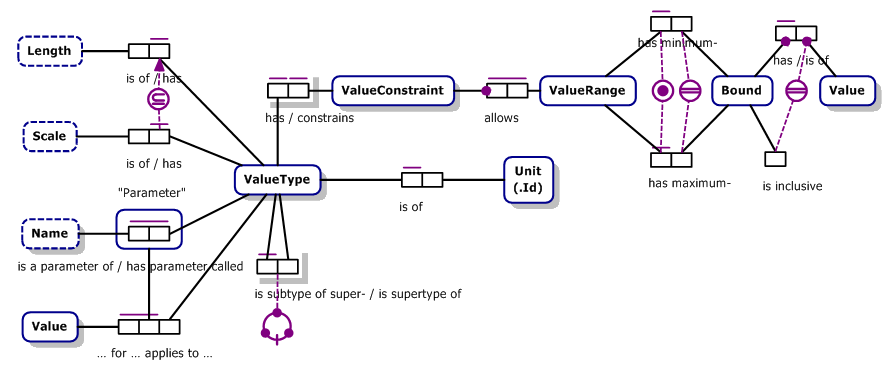 has minimum-
Length
is of / has
has / is of
ValueConstraint
ValueRange
Bound
Value
has / constrains
allows
Scale
is of / has
ValueType
Unit
(.Id)
has maximum-
is inclusive
"Parameter"
is of
Name
is a parameter of / has parameter called
is subtype of super- / is supertype of
Value
... for ... applies to ...